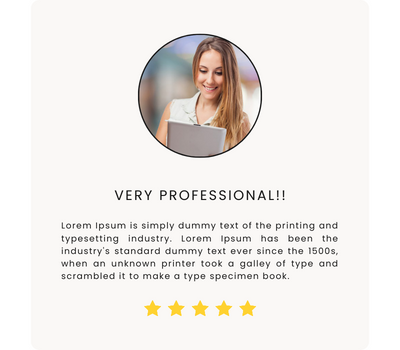 VERY PROFESSIONAL!!
Lorem Ipsum is simply dummy text of the printing and
typesetting industry. Lorem Ipsum has been the
industry's standard dummy text ever since the 1500s,
when an unknown printer took a galley of type and
scrambled it to make a type specimen book.